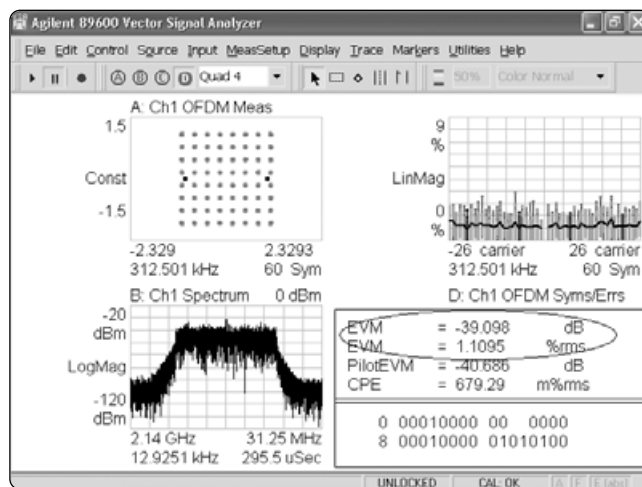 Agilent 89600 Vector Signal Analyzer
File Edit Control Source Input MeasSetup Display Trace Markers Utilities Help
A B C D Quad 4 50% Color Normal
A: Ch1 OFDM Meas
1.5
Const
-1.5
-2.329 2.3293
312.501 kHz 60 Sym
9
%
LinMag
0
%
-26 carrier 26 carrier
312.501 kHz 60 Sym
B: Ch1 Spectrum 0 dBm
-20
dBm
LogMag
-120
dBm
2.14 GHz 31.25 MHz
12.9251 kHz 295.5 uSec
D: Ch1 OFDM Syms/Errs
EVM = -39.098 dB
EVM = 1.1095 %rms
PilotEVM = -40.686 dB
CPE = 679.29 m%rms
0 00010000 00 0000
8 00010000 01010100
UNLOCKED CAL: OK